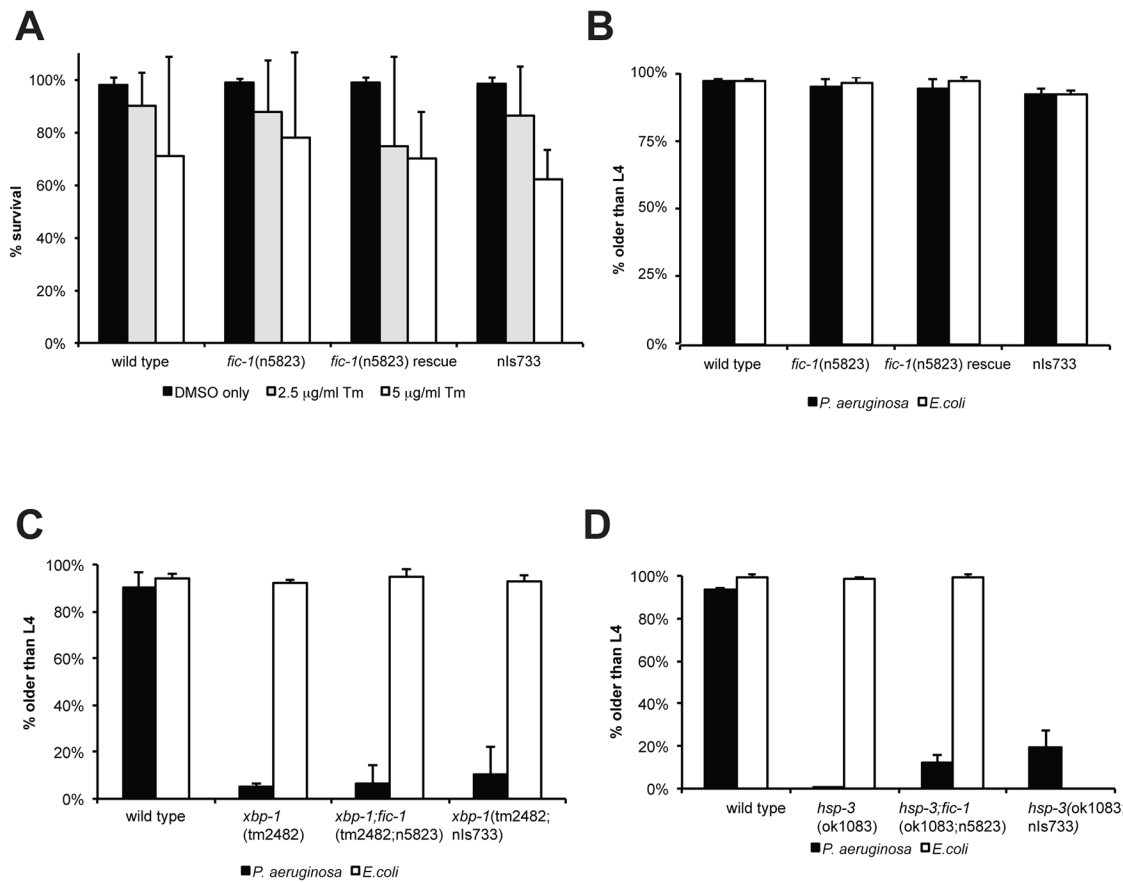 A
% survival
100%
80%
60%
40%
20%
0%
wild type
fic-1(n5823)
fic-1(n5823) rescue
nIs733
DMSO only
2.5 µg/ml Tm
5 µg/ml Tm
B
% older than L4
100%
75%
50%
25%
0%
wild type
fic-1(n5823)
fic-1(n5823) rescue
nIs733
P. aeruginosa
E.coli
C
% older than L4
100%
80%
60%
40%
20%
0%
wild type
xbp-1
(tm2482)
xbp-1;fic-1
(tm2482;n5823)
xbp-1(tm2482;
nIs733)
P. aeruginosa
E.coli
D
% older than L4
100%
80%
60%
40%
20%
0%
wild type
hsp-3
(ok1083)
hsp-3;fic-1
(ok1083;n5823)
hsp-3(ok1083;
nIs733)
P. aeruginosa
E.coli